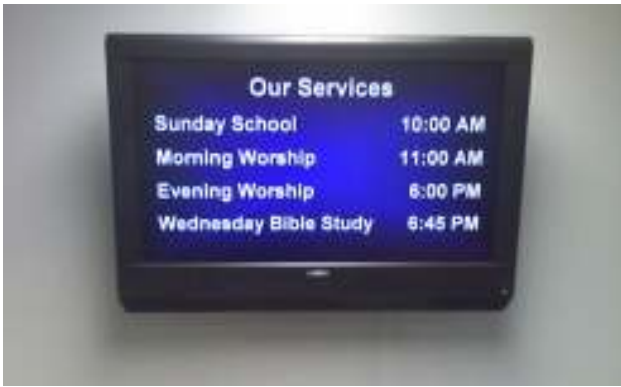 Our Services
Sunday School 10:00 AM
Morning Worship 11:00 AM
Evening Worship 6:00 PM
Wednesday Bible Study 6:45 PM